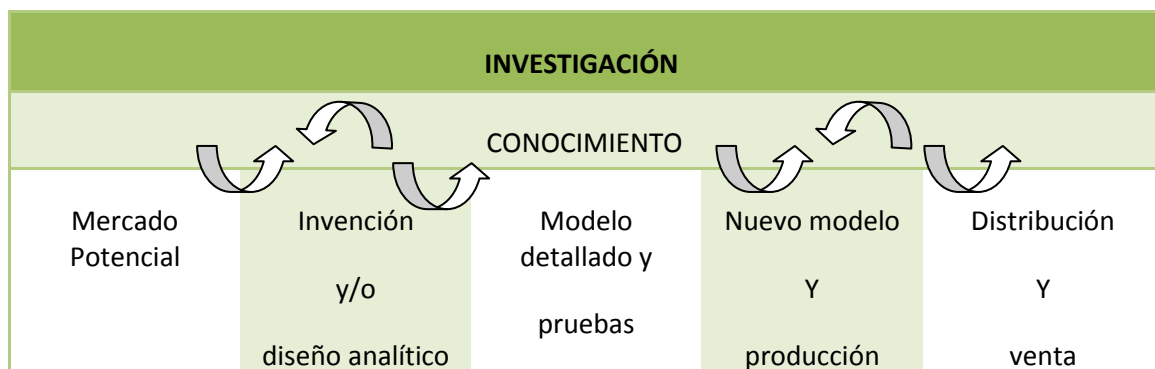 INVESTIGACIÓN
CONOCIMIENTO
Mercado
Potencial
Invención
y/o
diseño analítico
Modelo
detallado y
pruebas
Nuevo modelo
Y
producción
Distribución
Y
venta